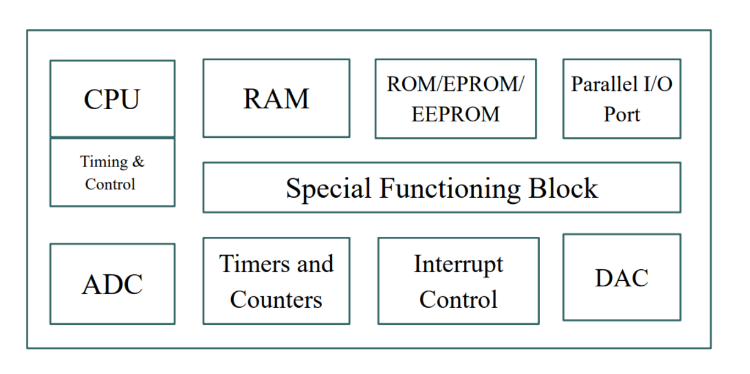 CPU
Timing &
Control
RAM
ROM/EPROM/
EEPROM
Parallel I/O
Port
Special Functioning Block
ADC
Timers and
Counters
Interrupt
Control
DAC